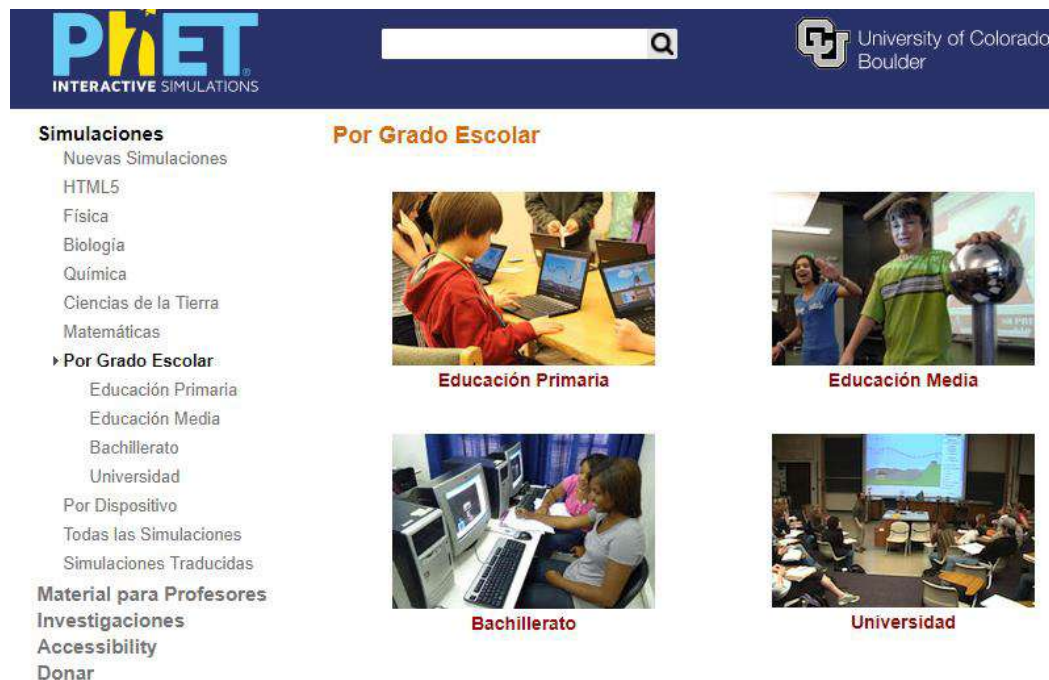 PhET
INTERACTIVE SIMULATIONS
University of Colorado
Boulder
Simulaciones
Nuevas Simulaciones
HTML5
Física
Biología
Química
Ciencias de la Tierra
Matemáticas
Por Grado Escolar
Educación Primaria
Educación Media
Bachillerato
Universidad
Por Dispositivo
Todas las Simulaciones
Simulaciones Traducidas
Material para Profesores
Investigaciones
Accessibility
Donar
Por Grado Escolar
Educación Primaria
Educación Media
Bachillerato
Universidad